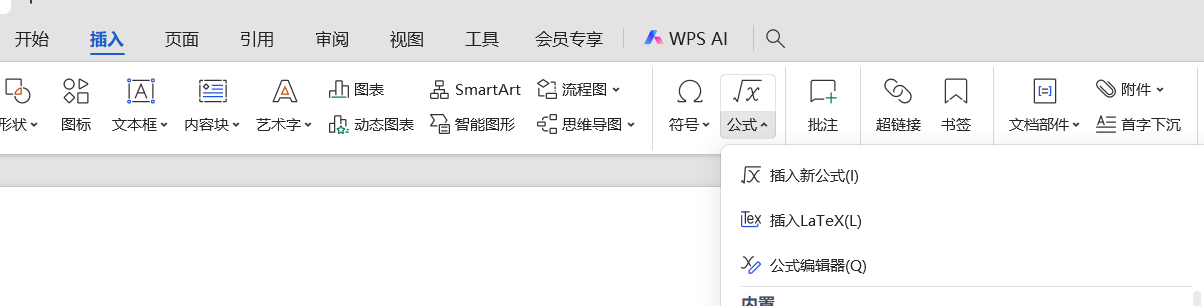 开始 插入 页面 引用 审阅 视图 工具 会员专享 WPS AI
图表 SmartArt 流程图 附件
形状 图标 文本框 内容块 艺术字 动态图表 智能图形 思维导图 符号 公式 批注 超链接 书签 文档部件 首字下沉
插入新公式(I)
插入LaTeX(L)
公式编辑器(Q)
内置